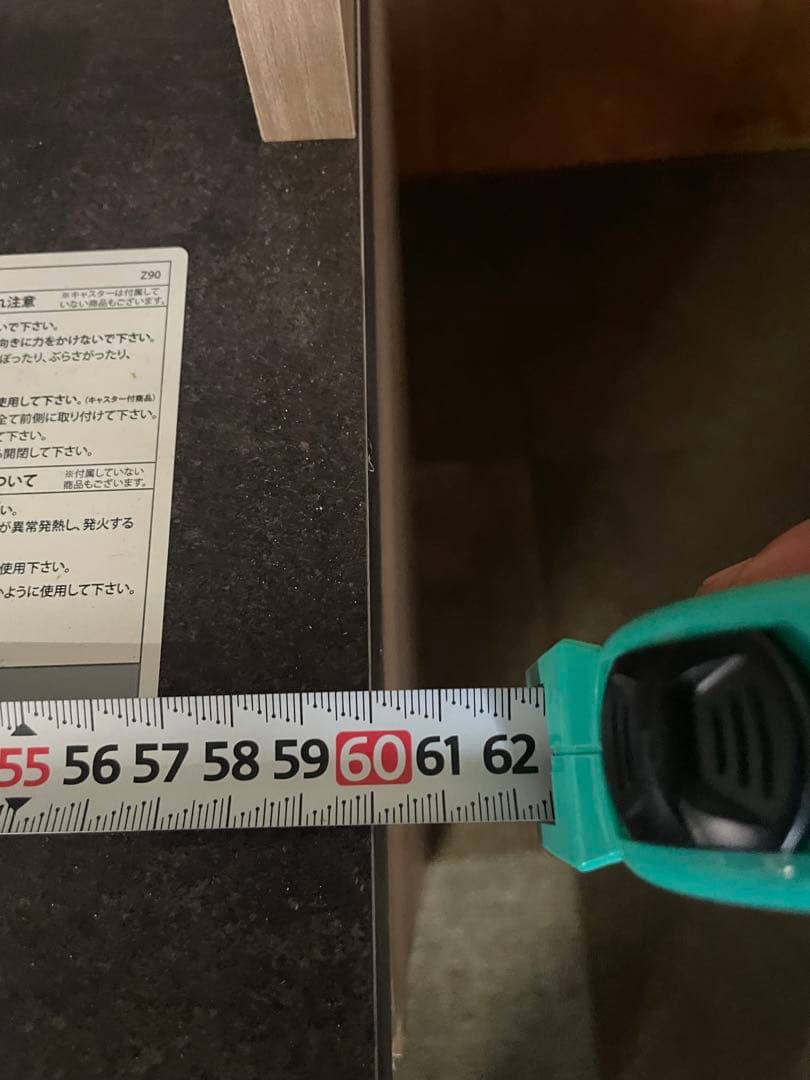 Z90
れ注意
※キャスターは付属して
いない商品もございます。
いで下さい。
向きに力をかけないで下さい。
ぼったり、ぶらさがったり、
使用して下さい。(キャスター付商品)
全て前側に取り付けて下さい。
て下さい。
開閉して下さい。
ついて
※付属していない
商品もございます。
い。
が異常発熱し、発火する
使用下さい。
ように使用して下さい。
55 56 57 58 59 60 61 62